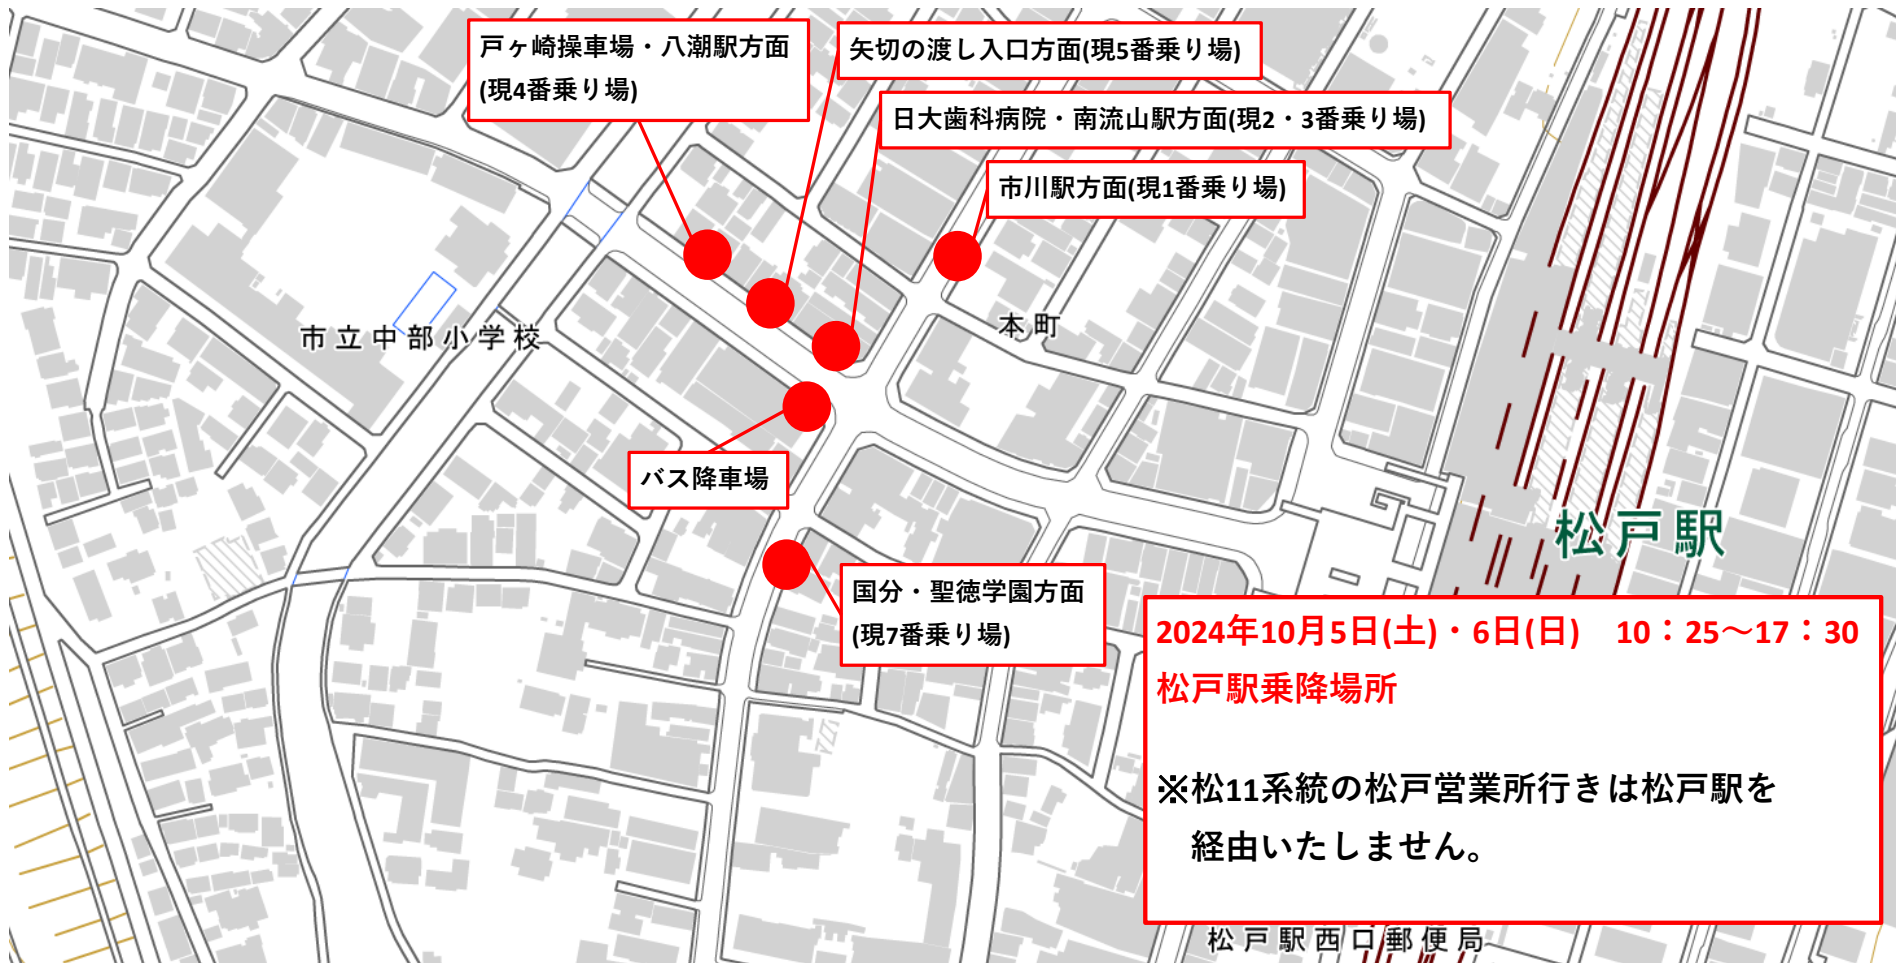 戸ヶ崎操車場・八潮駅方面
(現4番乗り場)
矢切の渡し入口方面(現5番乗り場)
日大歯科病院・南流山駅方面(現2・3番乗り場)
市川駅方面(現1番乗り場)
市立中部小学校
本町
バス降車場
松戸駅
国分・聖徳学園方面
(現7番乗り場)
2024年10月5日(土)・6日(日)　10：25～17：30
松戸駅乗降場所
※松11系統の松戸営業所行きは松戸駅を
経由いたしません。
松戸駅西口郵便局